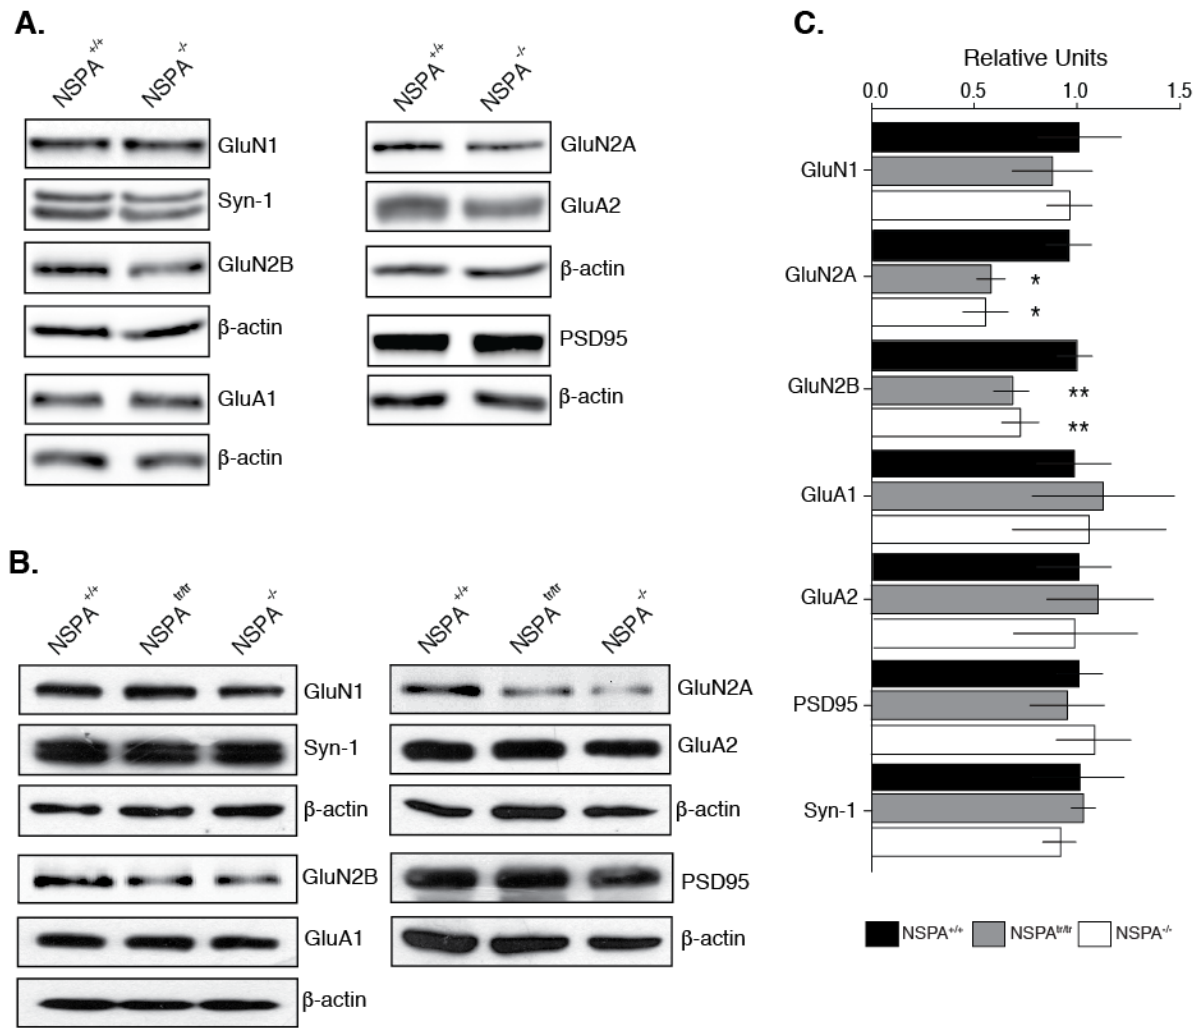 A.
NSPA+/+ NSPA-/- NSPA+/+ NSPA-/-
GluN1
Syn-1
GluN2B
β-actin
GluA1
β-actin
GluN2A
GluA2
β-actin
PSD95
β-actin
B.
NSPA+/+ NSPAtr/tr NSPA-/- NSPA+/+ NSPAtr/tr NSPA-/-
GluN1
Syn-1
β-actin
GluN2B
GluA1
β-actin
GluN2A
GluA2
β-actin
PSD95
β-actin
C.
Relative Units
0.0 0.5 1.0 1.5
GluN1
GluN2A
*
*
GluN2B
**
**
GluA1
GluA2
PSD95
Syn-1
NSPA+/+ NSPAtr/tr NSPA-/-